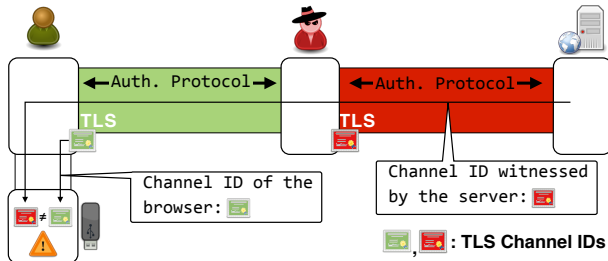 Auth. Protocol
Auth. Protocol
TLS
TLS
Channel ID of the
browser:
Channel ID witnessed
by the server:
≠
, : TLS Channel IDs